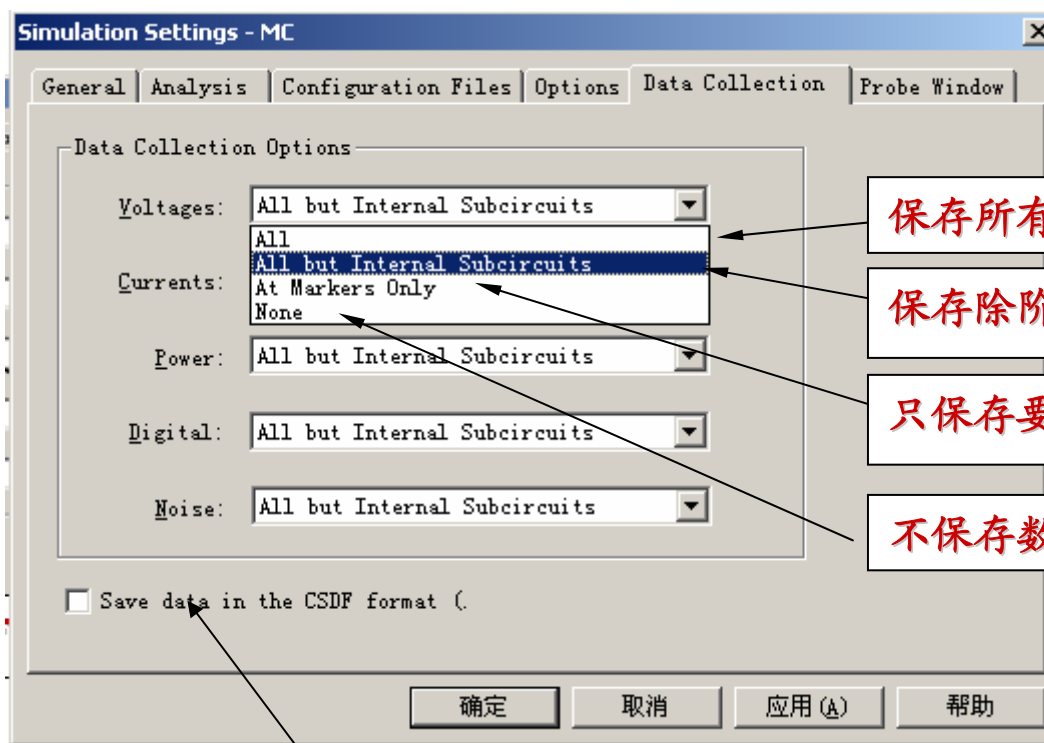 Simulation Settings - MC
General Analysis Configuration Files Options Data Collection Probe Window
Data Collection Options
Voltages: All but Internal Subcircuits
All
All but Internal Subcircuits
At Markers Only
None
Currents:
Power: All but Internal Subcircuits
Digital: All but Internal Subcircuits
Noise: All but Internal Subcircuits
Save data in the CSDF format (.
确定 取消 应用(A) 帮助
保存所有
保存除阶
只保存要
不保存数